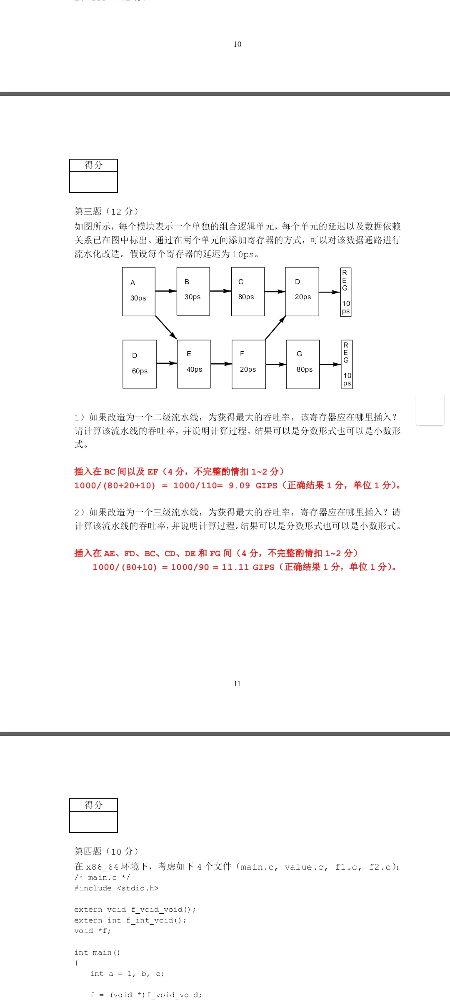 10
得分
第三题（12 分）
如图所示，每个模块表示一个单独的组合逻辑单元，每个单元的延迟以及数据依赖
关系已在图中标出。通过在两个单元间添加寄存器的方式，可以对该数据通路进行
流水化改造。假设每个寄存器的延迟为 10ps。
A
30ps
B
30ps
C
80ps
D
20ps
R
E
G
10
ps
D
60ps
E
40ps
F
20ps
G
80ps
R
E
G
10
ps
1）如果改造为一个二级流水线，为获得最大的吞吐率，该寄存器应在哪里插入？
请计算该流水线的吞吐率，并说明计算过程。结果可以是分数形式也可以是小数形
式。
插入在 BC 间以及 EF（4 分，不完整酌情扣 1~2 分）
1000/(80+20+10) = 1000/110= 9.09 GIPS（正确结果 1 分，单位 1 分）。
2）如果改造为一个三级流水线，为获得最大的吞吐率，寄存器应在哪里插入？请
计算该流水线的吞吐率，并说明计算过程。结果可以是分数形式也可以是小数形式。
插入在 AE、FD、BC、CD、DE 和 FG 间（4 分，不完整酌情扣 1~2 分）
1000/(80+10) = 1000/90 = 11.11 GIPS（正确结果 1 分，单位 1 分）。
11
得分
第四题（10 分）
在 x86_64 环境下，考虑如下 4 个文件（main.c, value.c, f1.c, f2.c）：
/* main.c */
#include <stdio.h>
extern void f_void_void();
extern int f_int_void();
void *f;
int main()
{
int a = 1, b, c;
f = (void *)f_void_void;